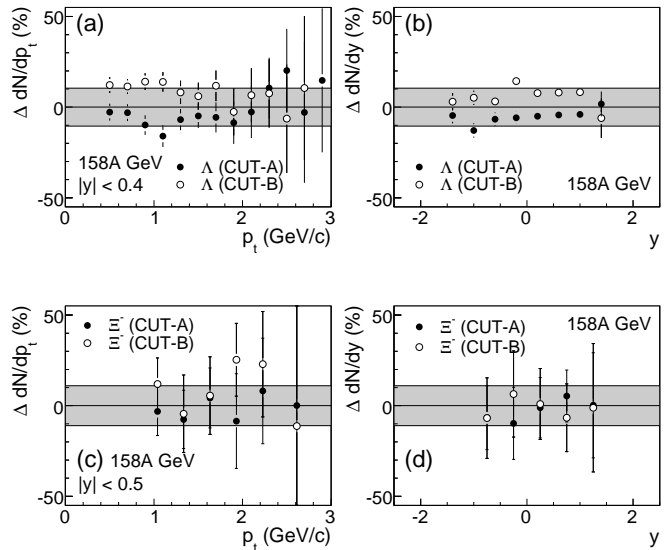 Δ dN/dp_t (%)
50
0
-50
(a)
158A GeV
|y| < 0.4
Λ (CUT-A)
Λ (CUT-B)
0 1 2 3
p_t (GeV/c)
Δ dN/dy (%)
50
0
-50
(b)
Λ (CUT-A)
Λ (CUT-B)
158A GeV
-2 0 2
y
Δ dN/dp_t (%)
50
0
-50
Ξ⁻ (CUT-A)
Ξ⁻ (CUT-B)
(c)
158A GeV
|y| < 0.5
0 1 2 3
p_t (GeV/c)
Δ dN/dy (%)
50
0
-50
Ξ⁻ (CUT-A)
Ξ⁻ (CUT-B)
158A GeV
(d)
-2 0 2
y